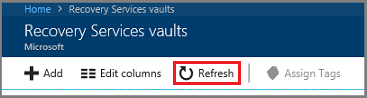 Home > Recovery Services vaults
Recovery Services vaults
Microsoft
Add Edit columns Refresh Assign Tags